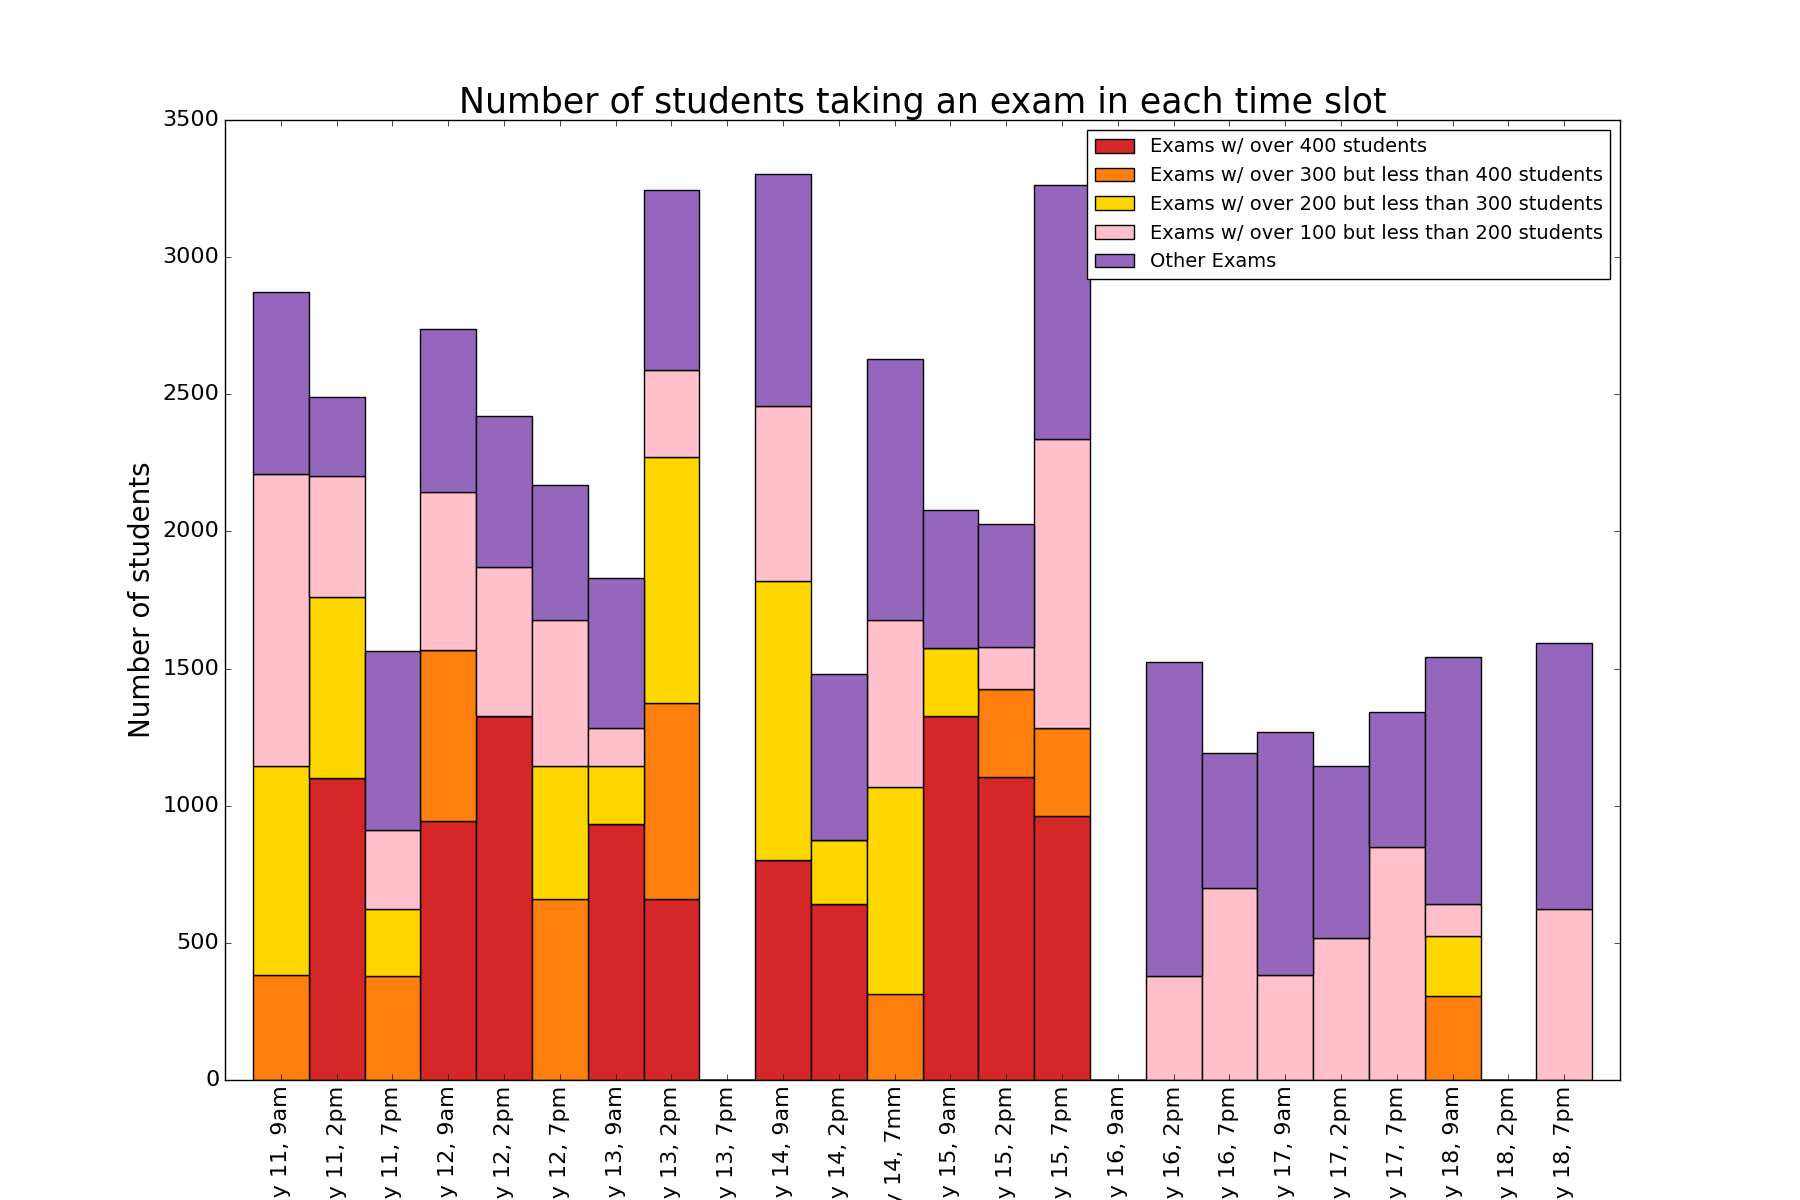 Number of students taking an exam in each time slot
Exams w/ over 400 students
Exams w/ over 300 but less than 400 students
Exams w/ over 200 but less than 300 students
Exams w/ over 100 but less than 200 students
Other Exams
Number of students
3500
3000
2500
2000
1500
1000
500
0
y 11, 9am
y 11, 2pm
y 11, 7pm
y 12, 9am
y 12, 2pm
y 12, 7pm
y 13, 9am
y 13, 2pm
y 13, 7pm
y 14, 9am
y 14, 2pm
y 14, 7mm
y 15, 9am
y 15, 2pm
y 15, 7pm
y 16, 9am
y 16, 2pm
y 16, 7pm
y 17, 9am
y 17, 2pm
y 17, 7pm
y 18, 9am
y 18, 2pm
y 18, 7pm